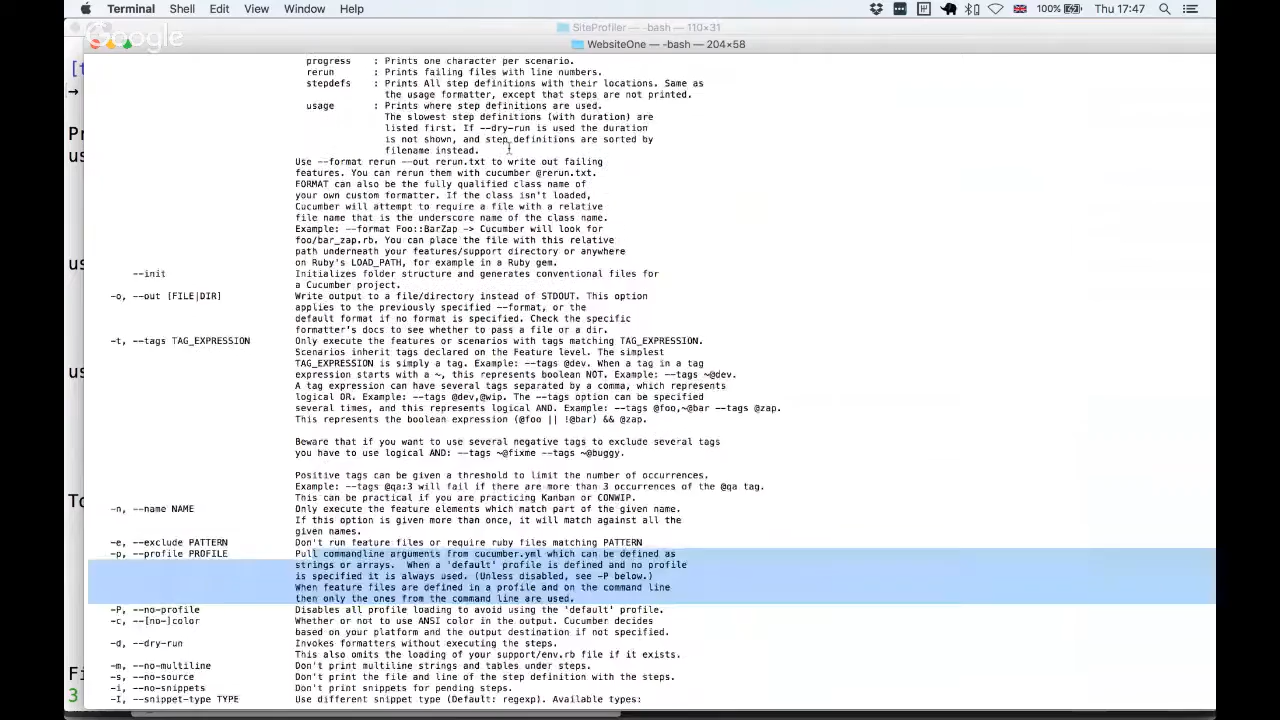 Terminal Shell Edit View Window Help 100% Thu 17:47
SiteProfiler — -bash — 110×31
Google
WebsiteOne — -bash — 204×58
progress : Prints one character per scenario.
rerun : Prints failing files with line numbers.
stepdefs : Prints All step definitions with their locations. Same as
the usage formatter, except that steps are not printed.
usage : Prints where step definitions are used.
The slowest step definitions (with duration) are
listed first. If --dry-run is used the duration
is not shown, and step definitions are sorted by
filename instead.
Use --format rerun --out rerun.txt to write out failing
features. You can rerun them with cucumber @rerun.txt.
FORMAT can also be the fully qualified class name of
your own custom formatter. If the class isn't loaded,
Cucumber will attempt to require a file with a relative
file name that is the underscore name of the class name.
Example: --format Foo::BarZap -> Cucumber will look for
foo/bar_zap.rb. You can place the file with this relative
path underneath your features/support directory or anywhere
on Ruby's LOAD_PATH, for example in a Ruby gem.
--init Initializes folder structure and generates conventional files for
a Cucumber project.
-o, --out [FILE|DIR] Write output to a file/directory instead of STDOUT. This option
applies to the previously specified --format, or the
default format if no format is specified. Check the specific
formatter's docs to see whether to pass a file or a dir.
-t, --tags TAG_EXPRESSION Only execute the features or scenarios with tags matching TAG_EXPRESSION.
Scenarios inherit tags declared on the Feature level. The simplest
TAG_EXPRESSION is simply a tag. Example: --tags @dev. When a tag in a tag
expression starts with a ~, this represents boolean NOT. Example: --tags ~@dev.
A tag expression can have several tags separated by a comma, which represents
logical OR. Example: --tags @dev,@wip. The --tags option can be specified
several times, and this represents logical AND. Example: --tags @foo,~@bar --tags @zap.
This represents the boolean expression (@foo || !@bar) && @zap.
Beware that if you want to use several negative tags to exclude several tags
you have to use logical AND: --tags ~@fixme --tags ~@buggy.
Positive tags can be given a threshold to limit the number of occurrences.
Example: --tags @qa:3 will fail if there are more than 3 occurrences of the @qa tag.
This can be practical if you are practicing Kanban or CONWIP.
-n, --name NAME Only execute the feature elements which match part of the given name.
If this option is given more than once, it will match against all the
given names.
-e, --exclude PATTERN Don't run feature files or require ruby files matching PATTERN
-p, --profile PROFILE Pull commandline arguments from cucumber.yml which can be defined as
strings or arrays. When a 'default' profile is defined and no profile
is specified it is always used. (Unless disabled, see -P below.)
When feature files are defined in a profile and on the command line
then only the ones from the command line are used.
-P, --no-profile Disables all profile loading to avoid using the 'default' profile.
-c, --[no-]color Whether or not to use ANSI color in the output. Cucumber decides
based on your platform and the output destination if not specified.
-d, --dry-run Invokes formatters without executing the steps.
This also omits the loading of your support/env.rb file if it exists.
-m, --no-multiline Don't print multiline strings and tables under steps.
-s, --no-source Don't print the file and line of the step definition with the steps.
-i, --no-snippets Don't print snippets for pending steps.
-I, --snippet-type TYPE Use different snippet type (Default: regexp). Available types: